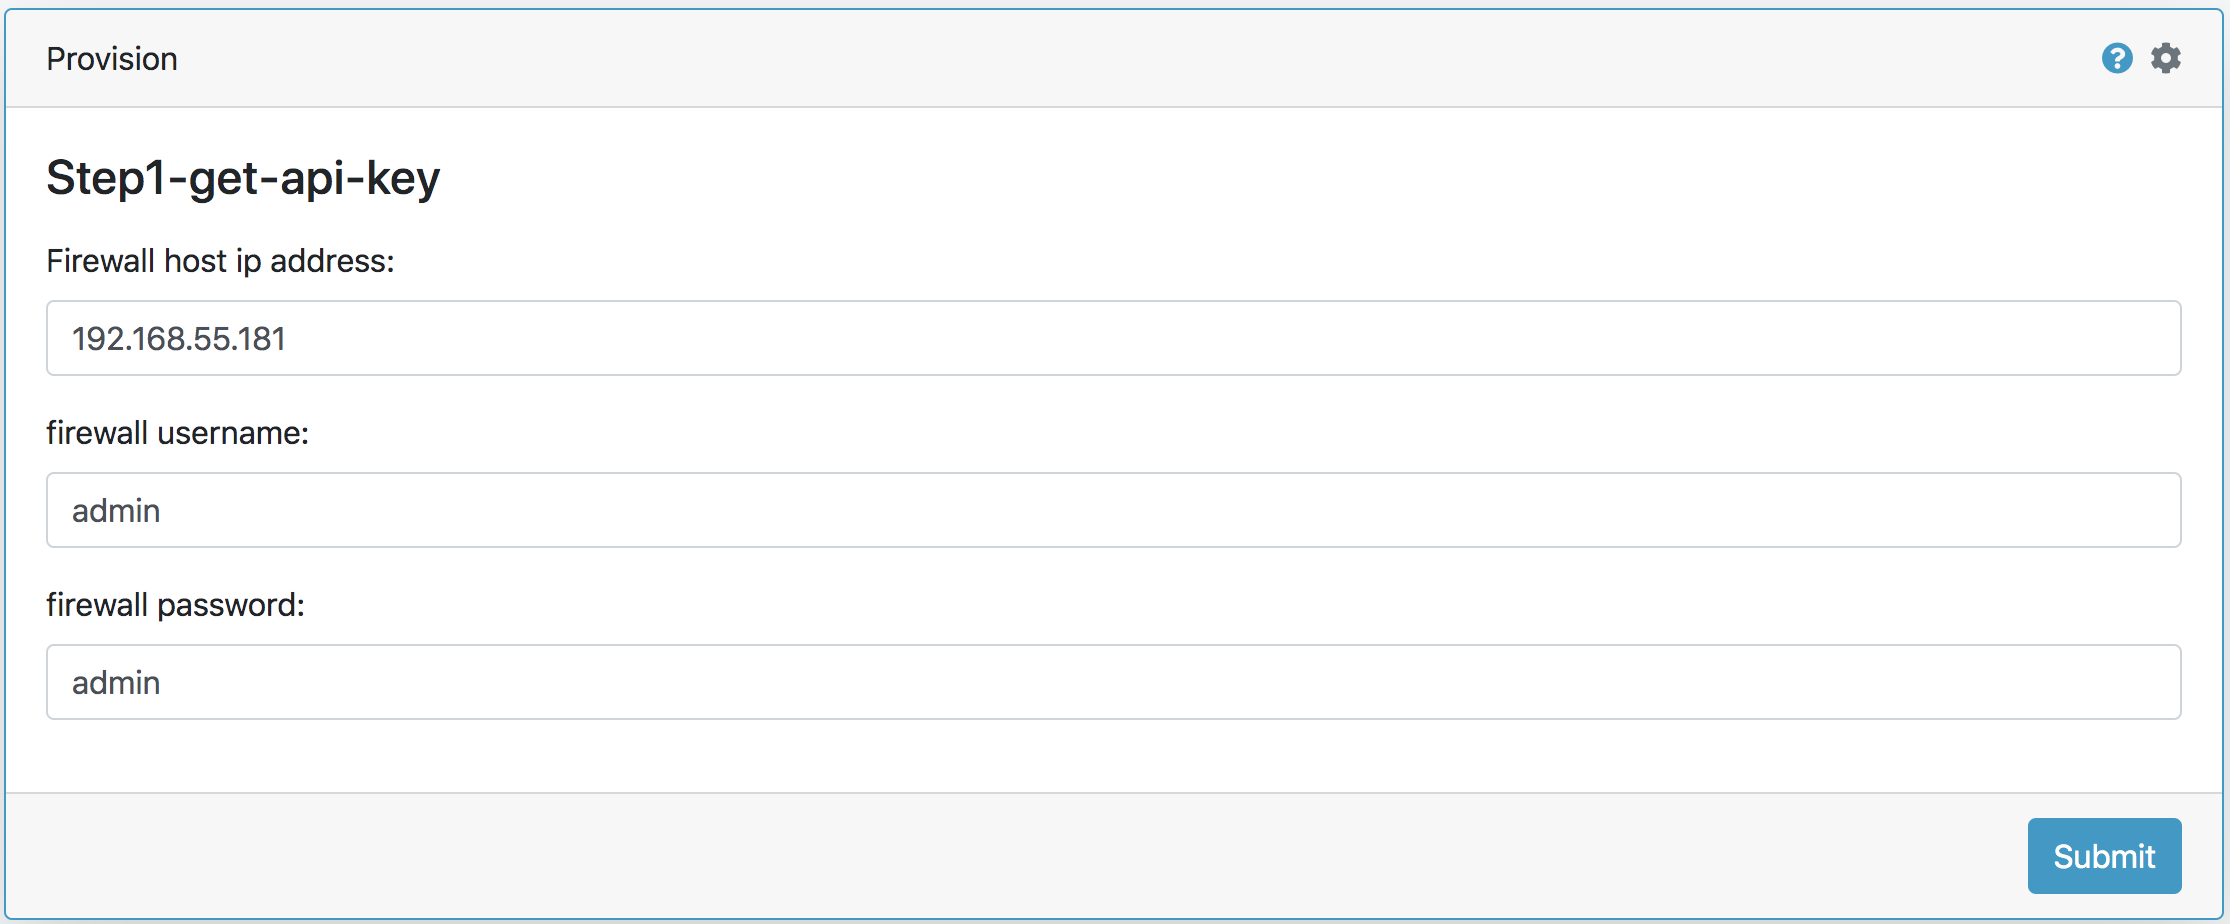 Provision
Step1-get-api-key
Firewall host ip address:
192.168.55.181
firewall username:
admin
firewall password:
admin
Submit